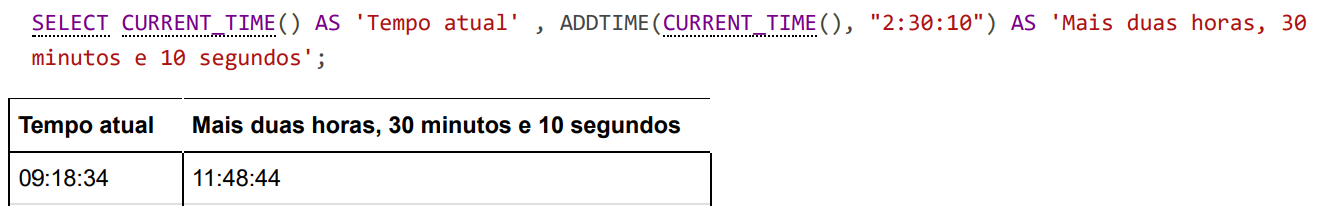 SELECT CURRENT_TIME() AS 'Tempo atual' , ADDTIME(CURRENT_TIME(), "2:30:10") AS 'Mais duas horas, 30
minutos e 10 segundos';
Tempo atual Mais duas horas, 30 minutos e 10 segundos
09:18:34 11:48:44